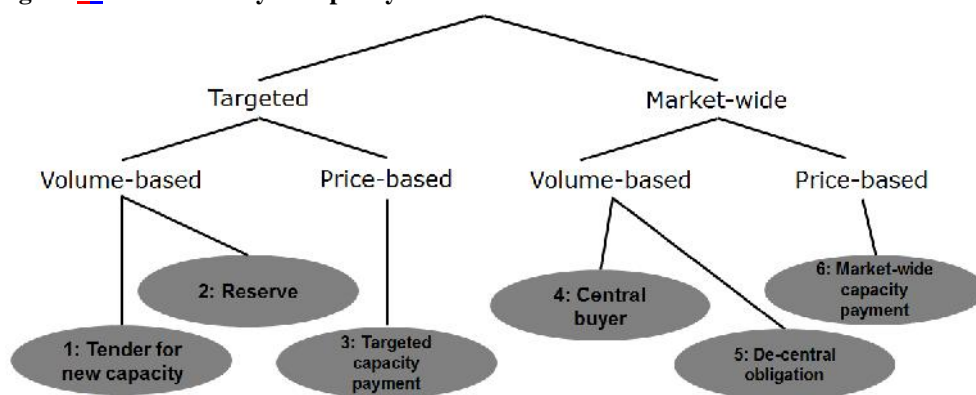 Targeted
Market-wide
Volume-based
Price-based
Volume-based
Price-based
1: Tender for
new capacity
2: Reserve
3: Targeted
capacity
payment
4: Central
buyer
5: De-central
obligation
6: Market-wide
capacity
payment